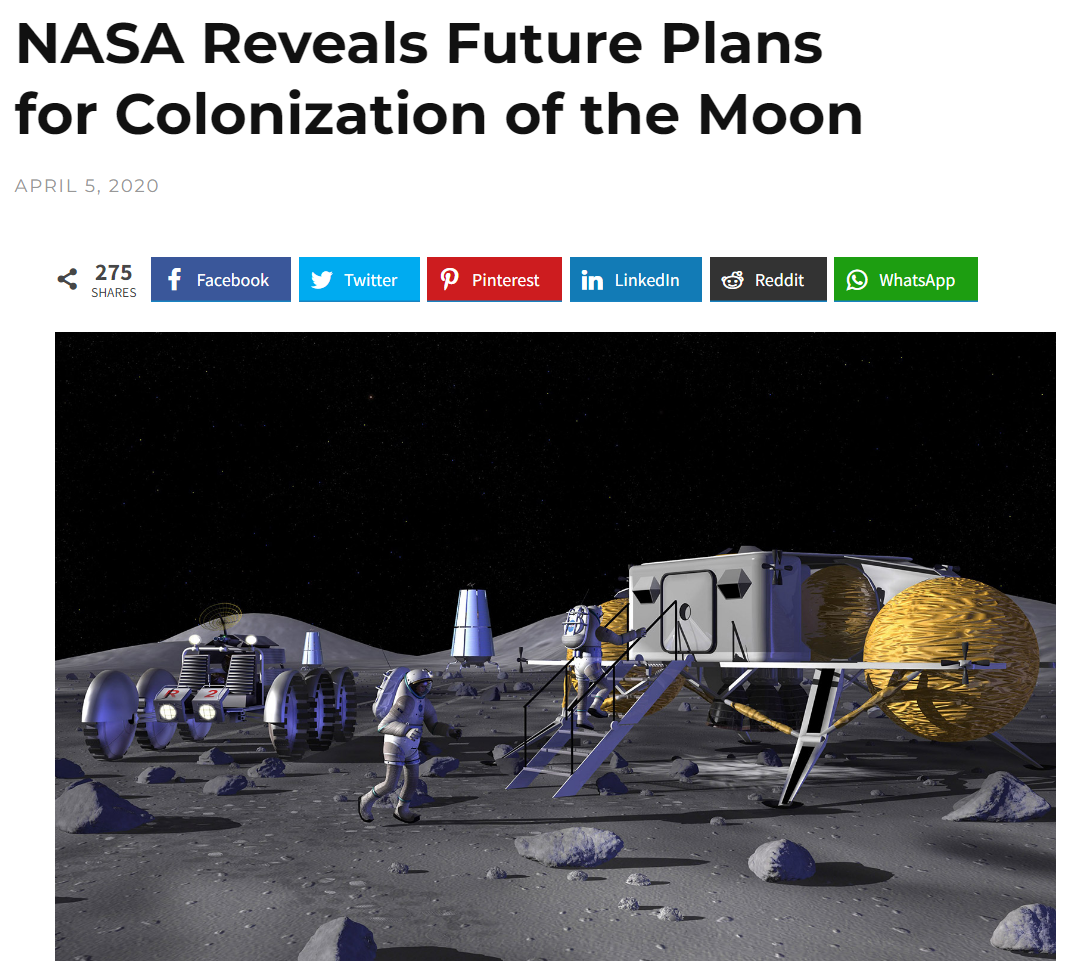 NASA Reveals Future Plans
for Colonization of the Moon
APRIL 5, 2020
275
SHARES
Facebook
Twitter
Pinterest
LinkedIn
Reddit
WhatsApp
R 2